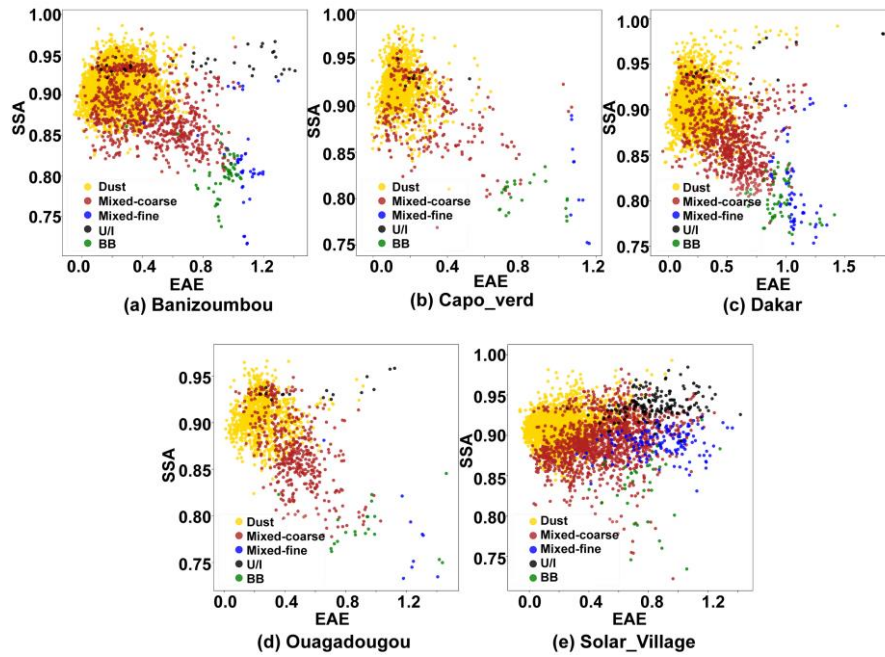 1.00
0.95
0.90
0.85
0.80
0.75
SSA
Dust
Mixed-coarse
Mixed-fine
U/I
BB
0.0 0.4 0.8 1.2
EAE
(a) Banizoumbou
1.00
0.95
0.90
0.85
0.80
0.75
SSA
Dust
Mixed-coarse
Mixed-fine
U/I
BB
0.0 0.4 0.8 1.2
EAE
(b) Capo_verd
1.00
0.95
0.90
0.85
0.80
0.75
SSA
Dust
Mixed-coarse
Mixed-fine
U/I
BB
0.0 0.5 1.0 1.5
EAE
(c) Dakar
0.95
0.90
0.85
0.80
0.75
SSA
Dust
Mixed-coarse
Mixed-fine
U/I
BB
0.0 0.4 0.8 1.2
EAE
(d) Ouagadougou
1.00
0.95
0.90
0.85
0.80
0.75
SSA
Dust
Mixed-coarse
Mixed-fine
U/I
BB
0.0 0.4 0.8 1.2
EAE
(e) Solar_Village